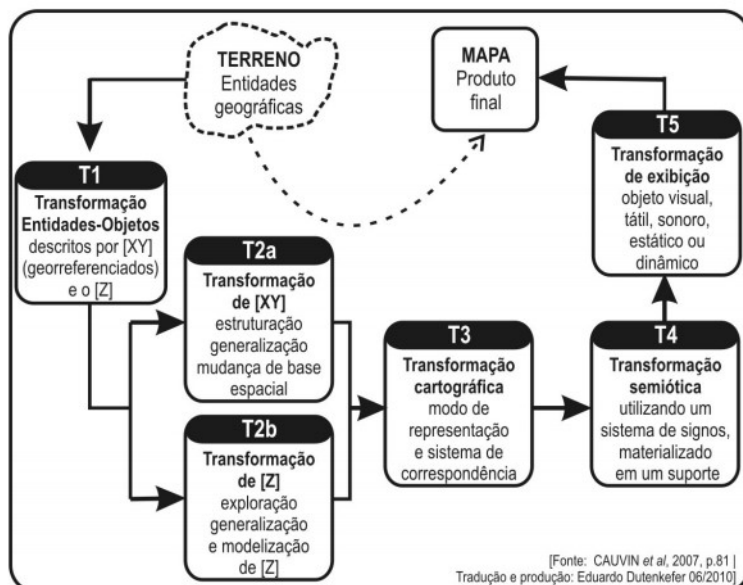 TERRENO
Entidades
geográficas
MAPA
Produto
final
T1
Transformação
Entidades-Objetos
descritos por [XY]
(georreferenciados)
e o [Z]
T2a
Transformação
de [XY]
estruturação
generalização
mudança de base
espacial
T2b
Transformação
de [Z]
exploração
generalização
e modelização
de [Z]
T3
Transformação
cartográfica
modo de
representação
e sistema de
correspondência
T4
Transformação
semiótica
utilizando um
sistema de signos,
materializado
em um suporte
T5
Transformação
de exibição
objeto visual,
tátil, sonoro,
estático ou
dinâmico
[Fonte: CAUVIN et al, 2007, p.81 |
Tradução e produção: Eduardo Dutenkefer 06/2010]